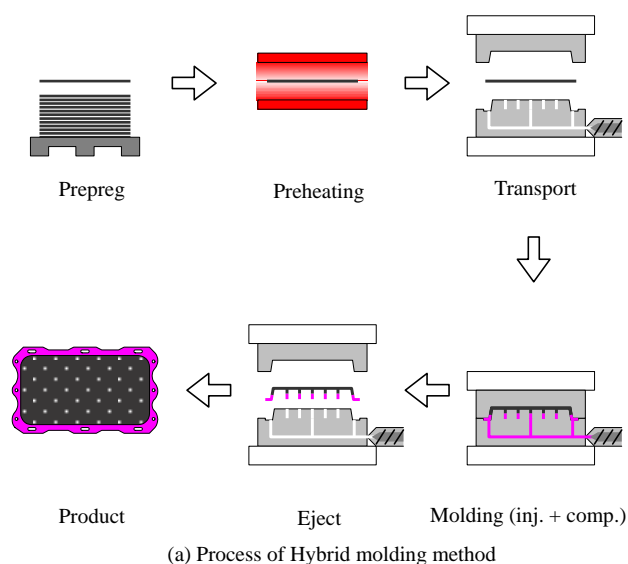 Prepreg
Preheating
Transport
Product
Eject
Molding (inj. + comp.)
(a) Process of Hybrid molding method